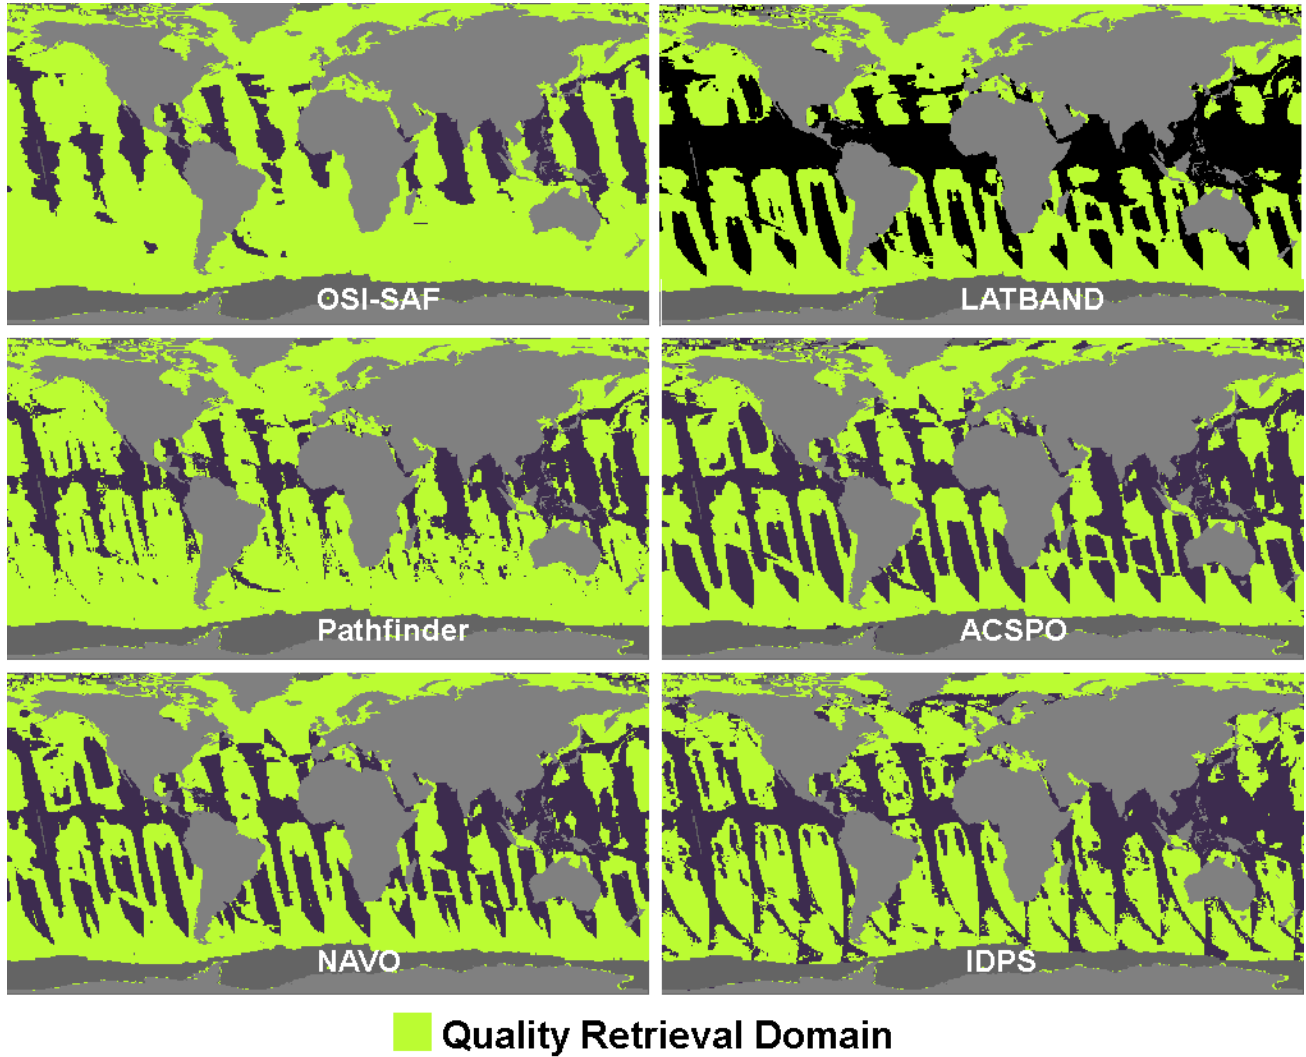 OSI-SAF
LATBAND
Pathfinder
ACSPO
NAVO
IDPS
Quality Retrieval Domain